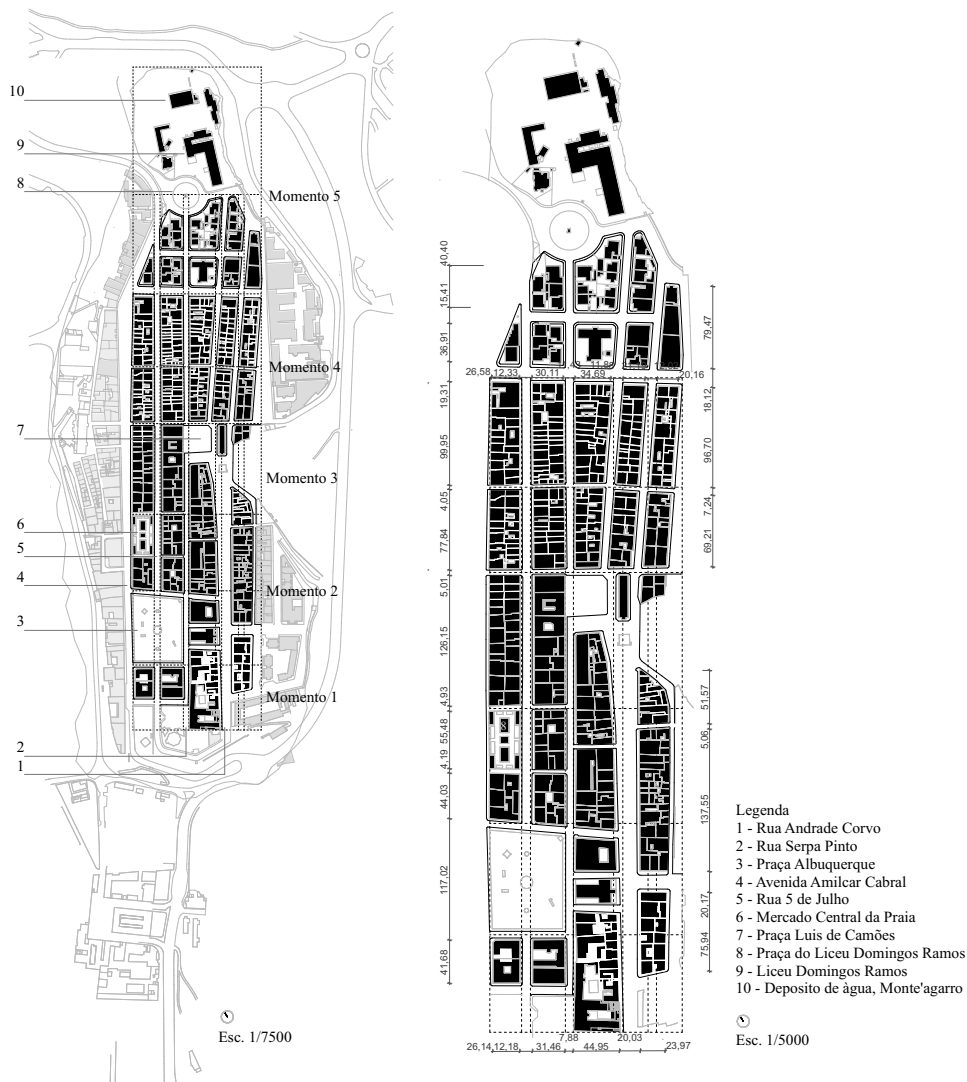 10
9
8
Momento 5
Momento 4
7
Momento 3
6
5
4
Momento 2
3
Momento 1
2
1
Esc. 1/7500
40,40
15,41
36,91
19,31
99,95
4,05
77,84
5,01
126,15
4,93
55,48
4,19
44,03
117,02
41,68
26,58 12,33 30,11 34,69 20,16
79,47
18,12
96,70
7,24
69,21
51,57
5,06
137,55
20,17
75,94
26,14 12,18 31,46 7,88 44,95 20,03 23,97
Legenda
1 - Rua Andrade Corvo
2 - Rua Serpa Pinto
3 - Praça Albuquerque
4 - Avenida Amilcar Cabral
5 - Rua 5 de Julho
6 - Mercado Central da Praia
7 - Praça Luis de Camões
8 - Praça do Liceu Domingos Ramos
9 - Liceu Domingos Ramos
10 - Deposito de àgua, Monte'agarro
Esc. 1/5000